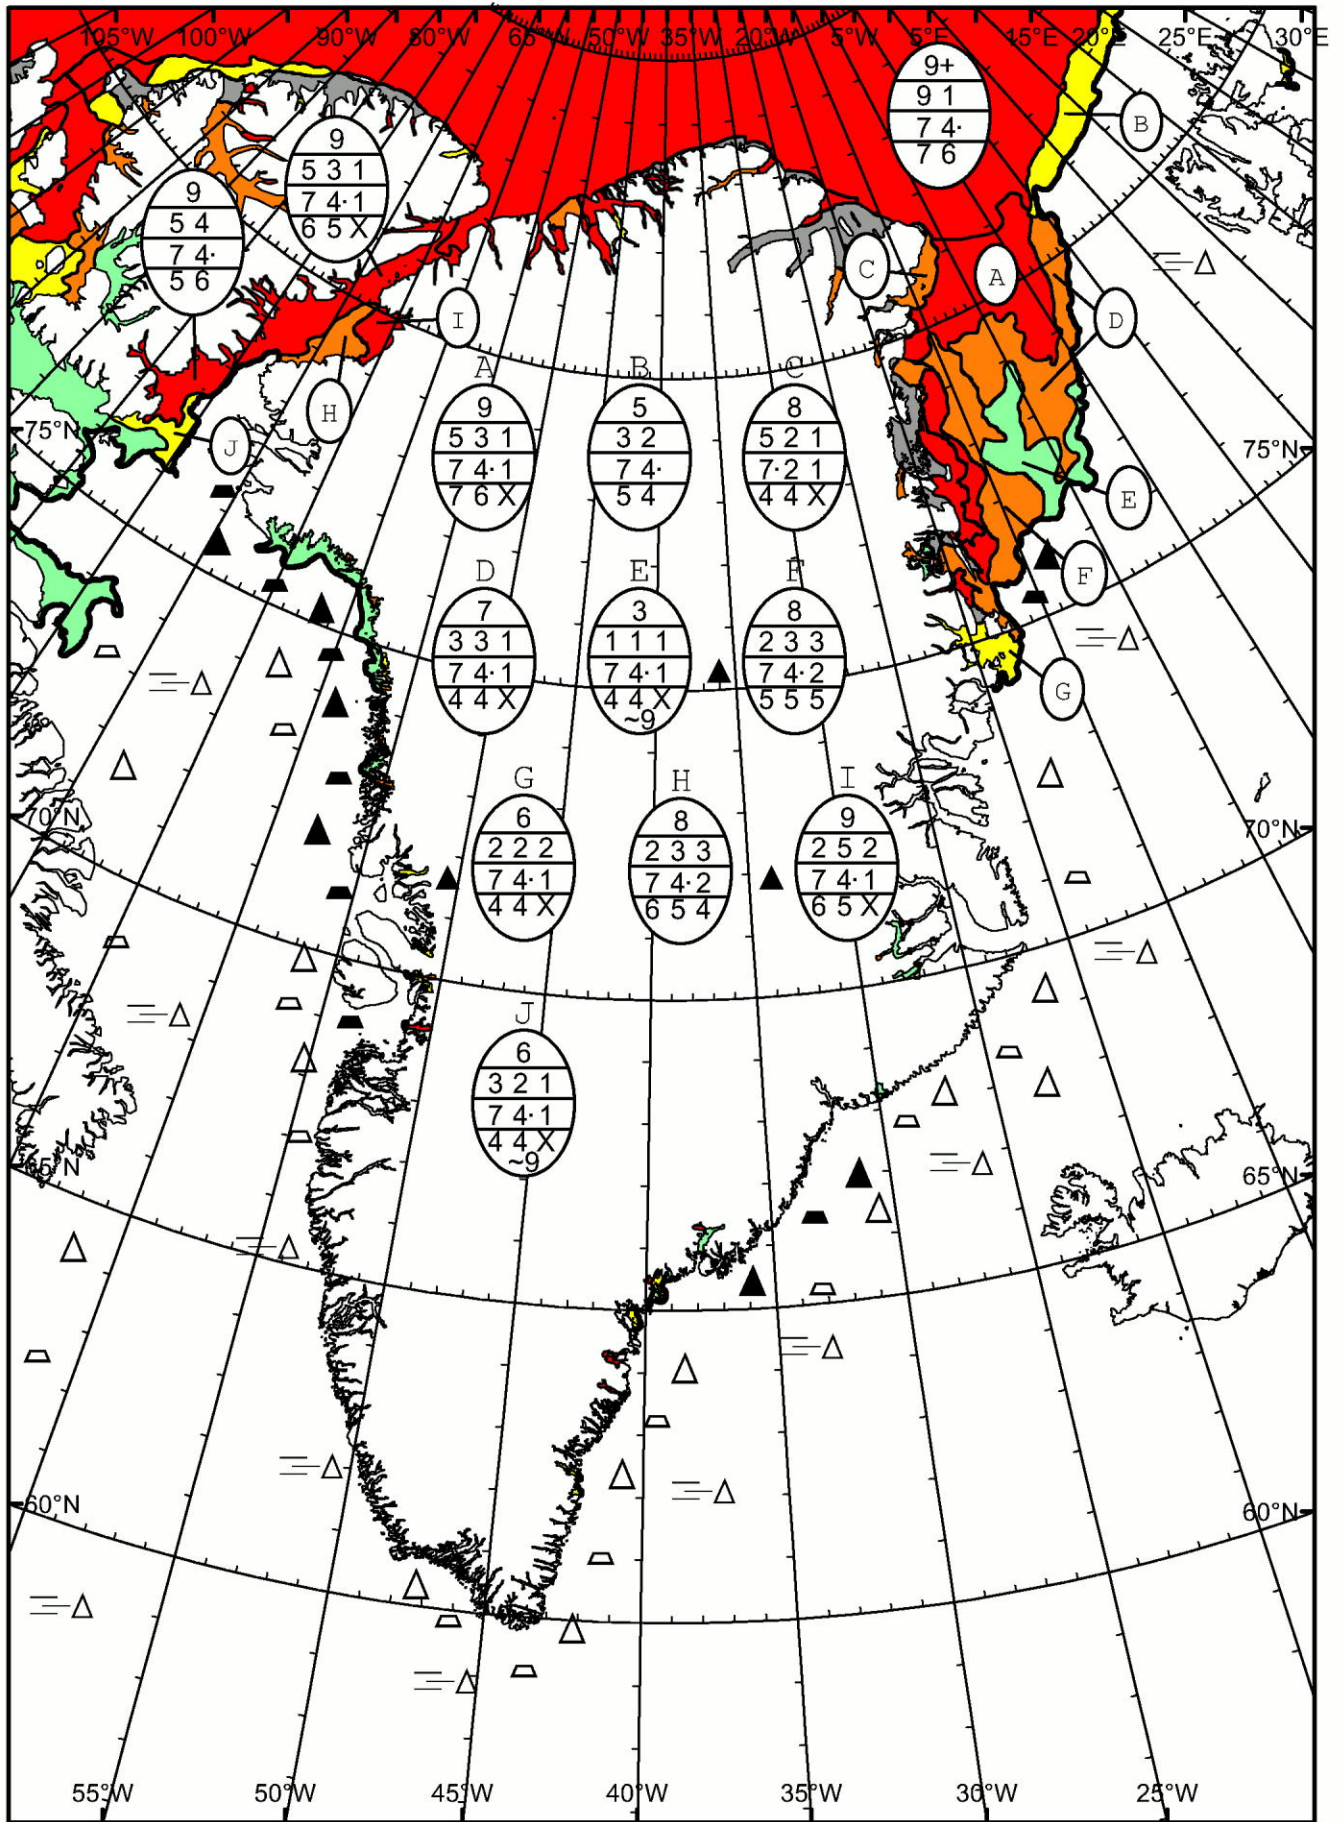 105°W 100°W 90°W 80°W 65°W 50°W 35°W 20°W 5°W 5°E 15°E 20°E 25°E 30°E
9+
9 1
7 4·
7 6
B
9
5 3 1
7 4·1
6 5 X
9
5 4
7 4·
5 6
C
A
D
I
H
J
75°N
75°N
A
9
5 3 1
7 4·1
7 6 X
B
5
3 2
7 4·
5 4
C
8
5 2 1
7·2 1
4 4 X
E
F
D
7
3 3 1
7 4·1
4 4 X
E
3
1 1 1
7 4·1
4 4 X
~9
F
8
2 3 3
7 4·2
5 5 5
G
70°N
70°N
G
6
2 2 2
7 4·1
4 4 X
H
8
2 3 3
7 4·2
6 5 4
I
9
2 5 2
7 4·1
6 5 X
J
6
3 2 1
7 4·1
4 4 X
~9
65°N
65°N
60°N
60°N
55°W 50°W 45°W 40°W 35°W 30°W 25°W